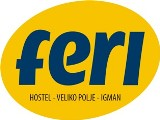 feri
HOSTEL - VELIKO POLJE - IGMAN